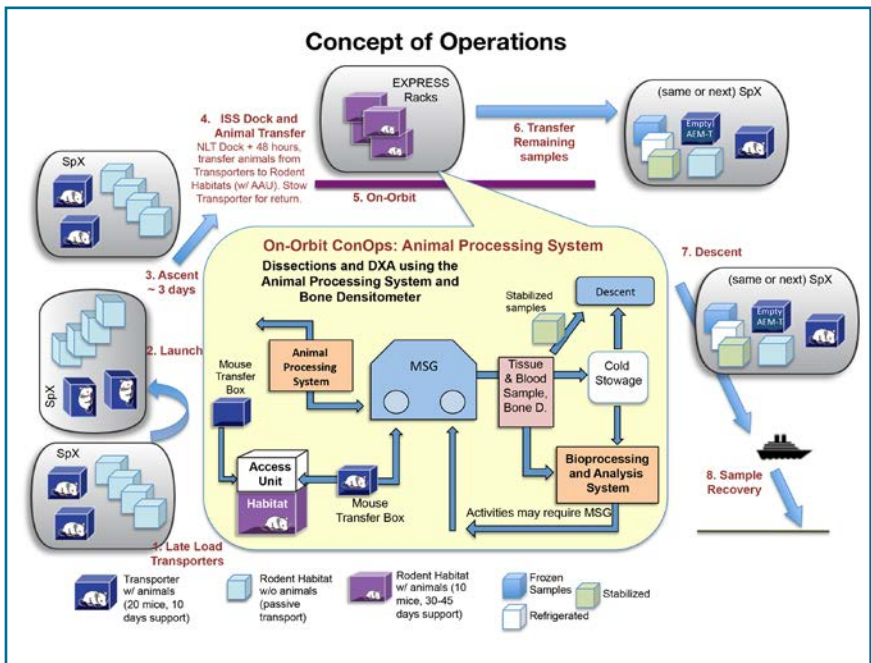 Concept of Operations
EXPRESS
Racks
4. ISS Dock and
Animal Transfer
NLT Dock + 48 hours,
transfer animals from
Transporters to Rodent
Habitats (w/ AAU). Stow
Transporter for return.
5. On-Orbit
6. Transfer
Remaining
samples
(same or next) SpX
Empty
AEM-T
SpX
3. Ascent
~ 3 days
2. Launch
SpX
SpX
1. Late Load
Transporters
On-Orbit ConOps: Animal Processing System
Dissections and DXA using the
Animal Processing System and
Bone Densitometer
Stabilized
samples
Descent
Mouse
Transfer
Box
Animal
Processing
System
MSG
Tissue
& Blood
Sample,
Bone D.
Cold
Stowage
Access
Unit
Habitat
Mouse
Transfer Box
Bioprocessing
and Analysis
System
Activities may require MSG
7. Descent
(same or next) SpX
Empty
AEM-T
8. Sample
Recovery
Transporter
w/ animals
(20 mice, 10
days support)
Rodent Habitat
w/o animals
(passive
transport)
Rodent Habitat
w/ animals (10
mice, 30-45
days support)
Frozen
Samples
Refrigerated
Stabilized